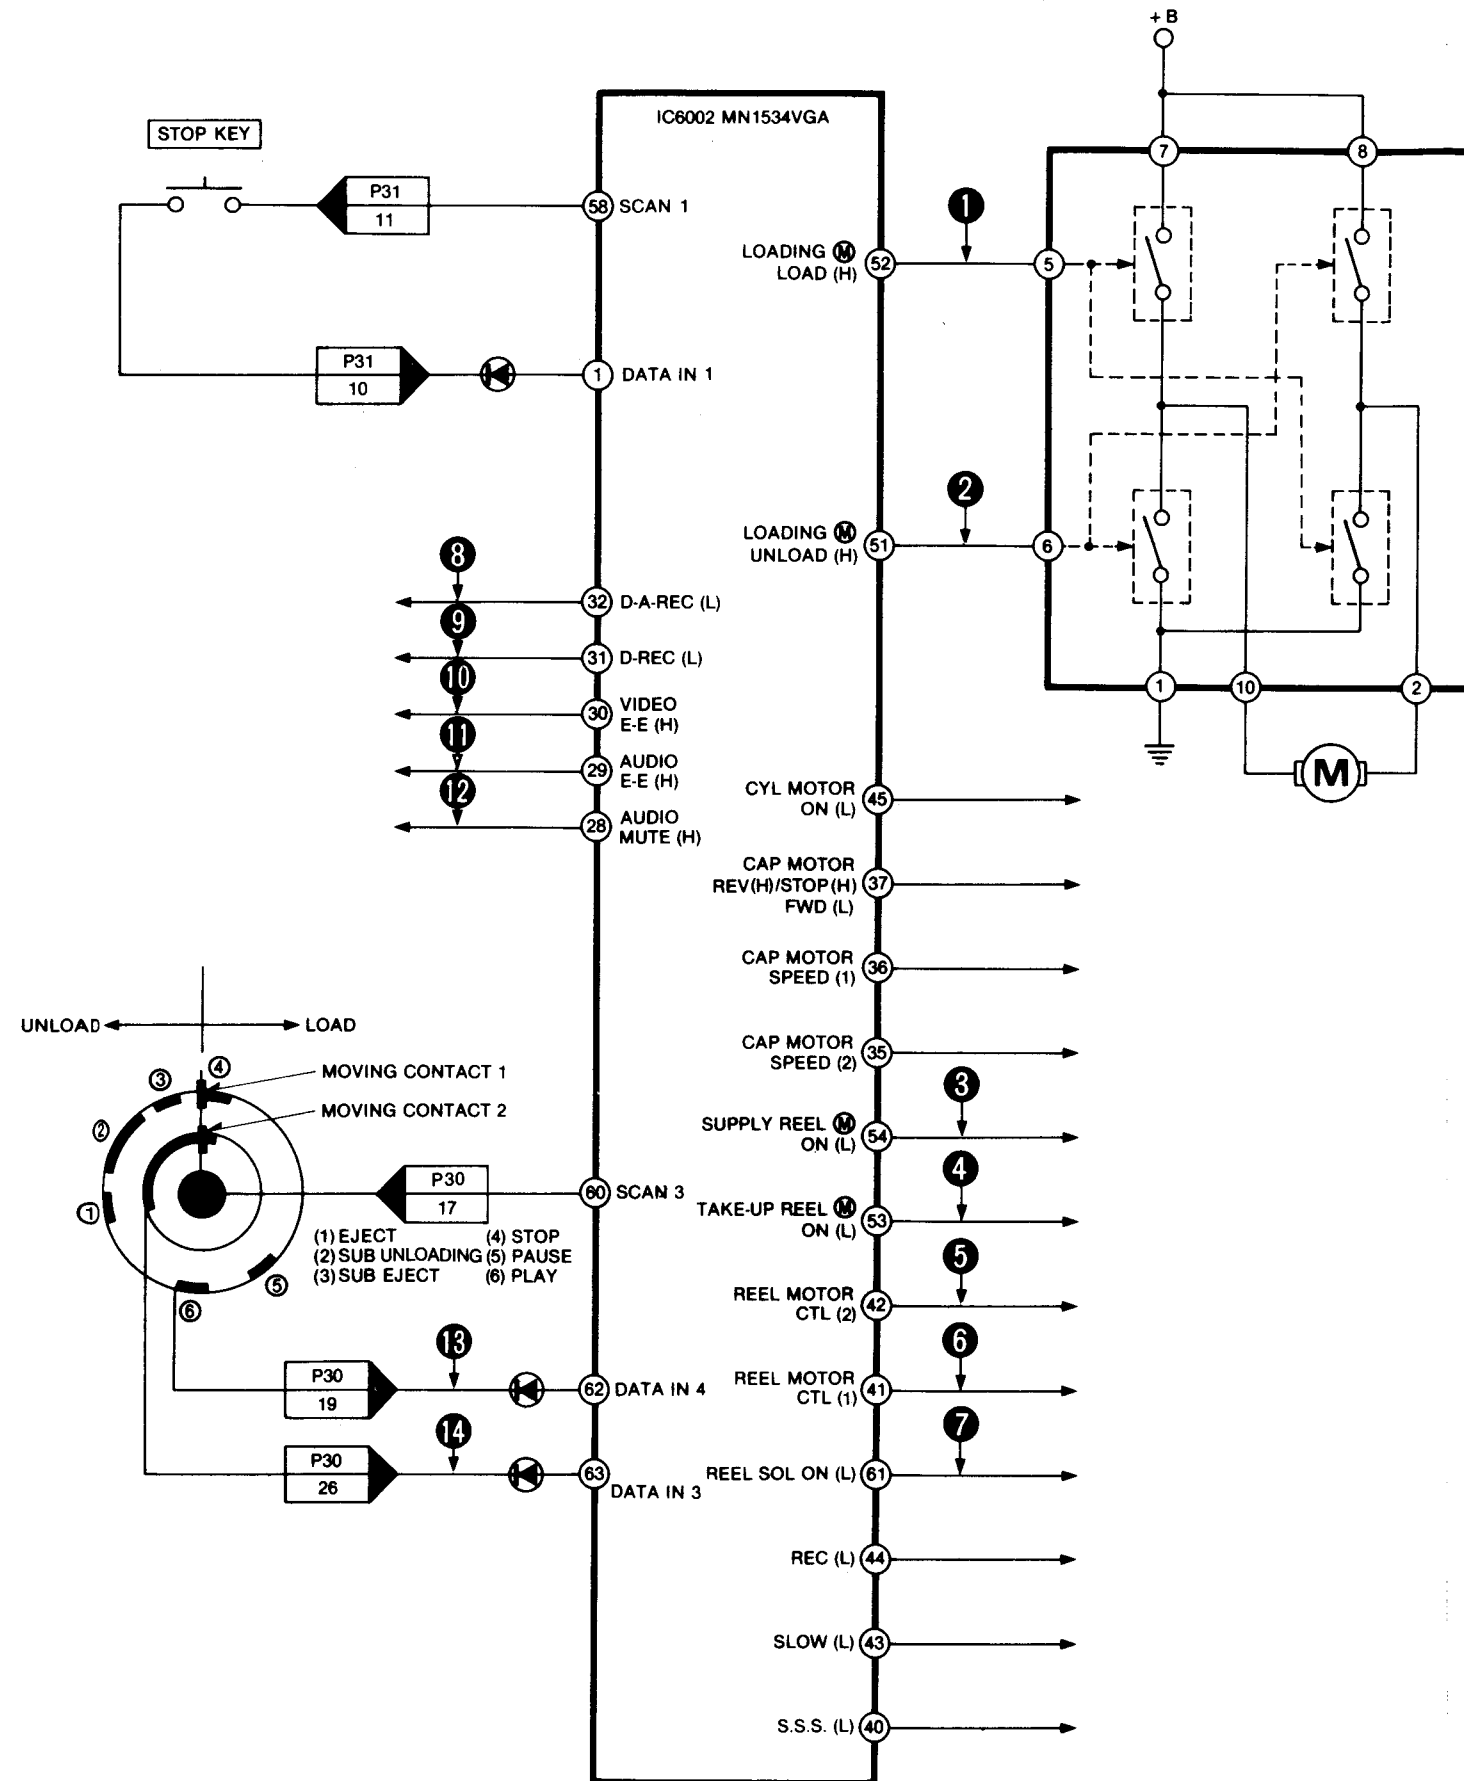 + B
IC6002 MN1534VGA
STOP KEY
7
8
P31
11
58
SCAN 1
1
LOADING M
LOAD (H)
52
5
P31
10
1
DATA IN 1
2
LOADING M
UNLOAD (H)
51
6
8
32
D-A-REC (L)
9
31
D-REC (L)
10
30
VIDEO
E-E (H)
11
29
AUDIO
E-E (H)
12
28
AUDIO
MUTE (H)
1
10
2
M
CYL MOTOR
ON (L)
45
CAP MOTOR
REV(H)/STOP(H)
FWD (L)
37
CAP MOTOR
SPEED (1)
36
CAP MOTOR
SPEED (2)
35
UNLOAD
LOAD
3
4
MOVING CONTACT 1
MOVING CONTACT 2
2
1
5
6
3
SUPPLY REEL M
ON (L)
54
P30
17
60
SCAN 3
4
TAKE-UP REEL M
ON (L)
53
(1) EJECT (4) STOP
(2) SUB UNLOADING (5) PAUSE
(3) SUB EJECT (6) PLAY
5
REEL MOTOR
CTL (2)
42
13
P30
19
62
DATA IN 4
6
REEL MOTOR
CTL (1)
41
14
P30
26
63
DATA IN 3
7
REEL SOL ON (L)
61
REC (L)
44
SLOW (L)
43
S.S.S. (L)
40